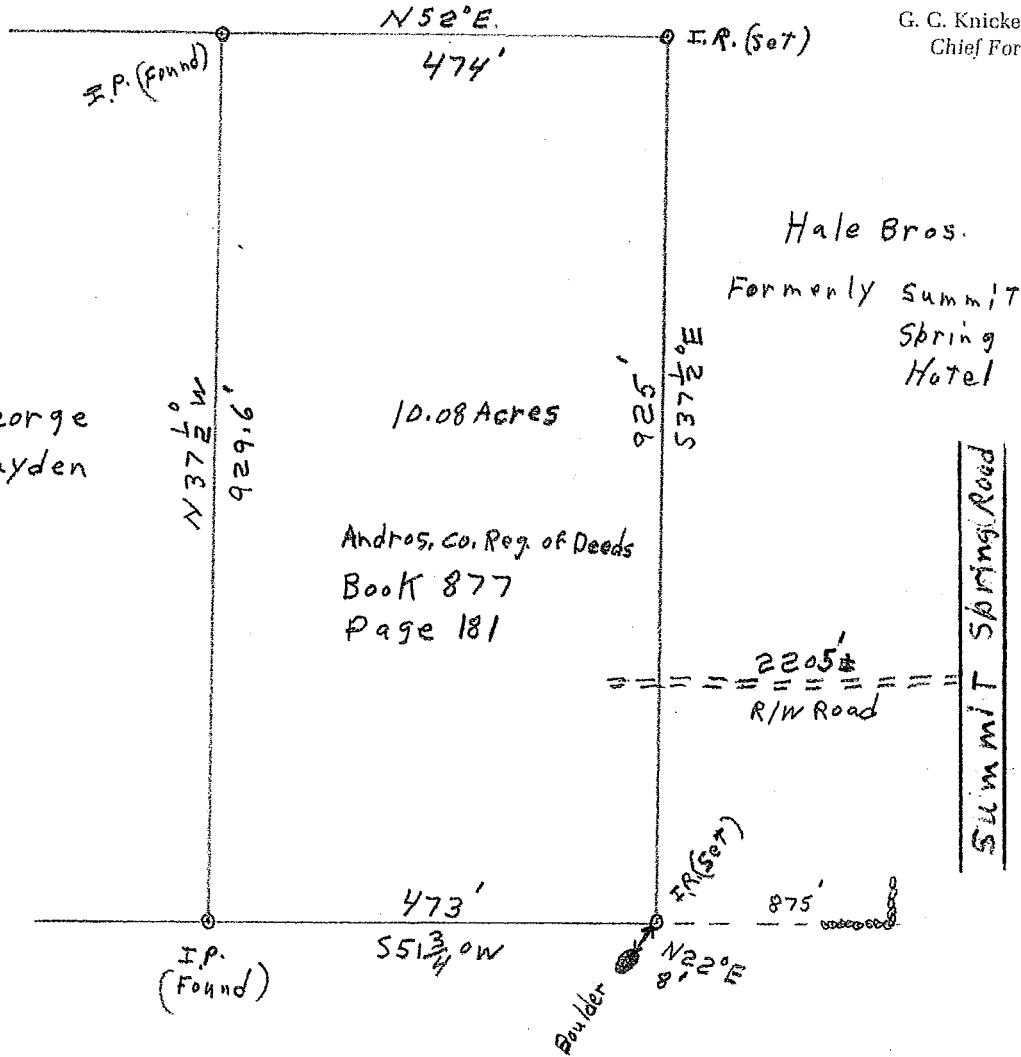 N52°E.
474'
I.P. (Found)
I.R. (Set)
G. C. Knicke
Chief For
Hale Bros.
Formerly Summit
Spring
Hotel
eorge
ayden
N37½°W
929.6'
10.08 Acres
925'
S37½°E
Andros. Co. Reg. of Deeds
Book 877
Page 181
2205'±
R/W Road
Summit Spring Road
I.R. (Set)
473'
S51¾°W
875'
I.P.
(Found)
Boulder
N22°E
8'